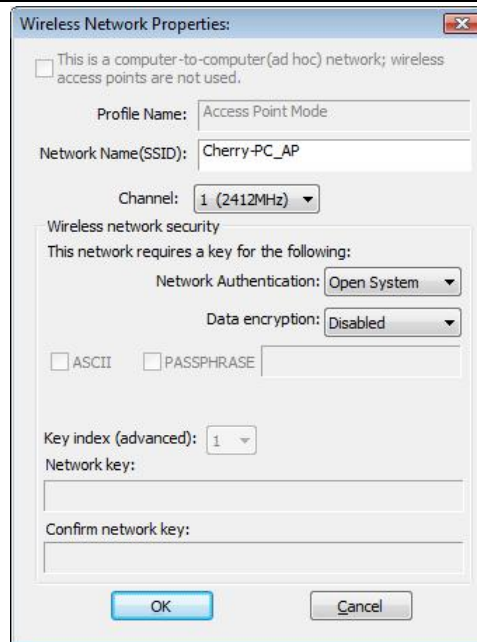 Wireless Network Properties:
This is a computer-to-computer(ad hoc) network; wireless
access points are not used.
Profile Name: Access Point Mode
Network Name(SSID): Cherry-PC_AP
Channel: 1 (2412MHz)
Wireless network security
This network requires a key for the following:
Network Authentication: Open System
Data encryption: Disabled
ASCII PASSPHRASE
Key index (advanced): 1
Network key:
Confirm network key:
OK Cancel